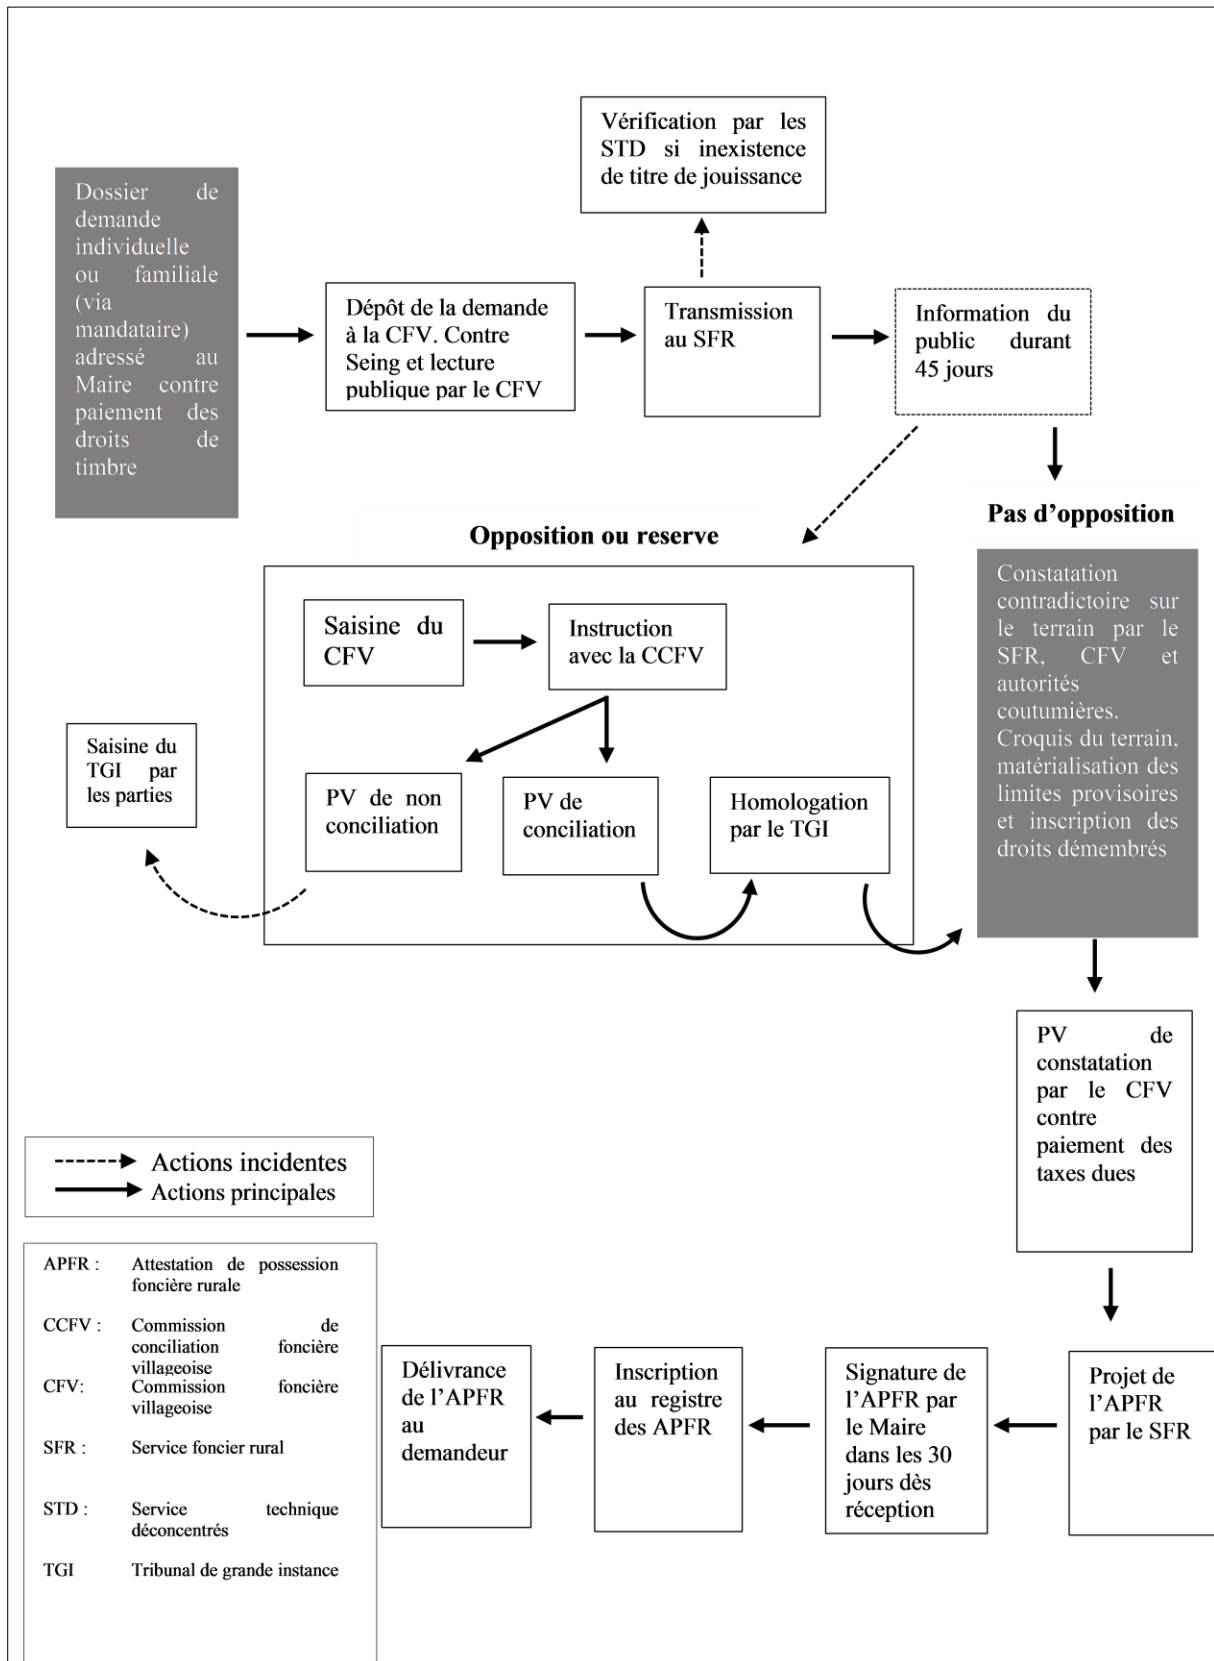 Vérification par les
STD si inexistence
de titre de jouissance
Dossier de
demande
individuelle
ou familiale
(via
mandataire)
adressé au
Maire contre
paiement des
droits de
timbre
Dépôt de la demande
à la CFV. Contre
Seing et lecture
publique par le CFV
Transmission
au SFR
Information du
public durant
45 jours
Pas d’opposition
Opposition ou reserve
Saisine du
CFV
Instruction
avec la CCFV
Saisine du
TGI par
les parties
PV de non
conciliation
PV de
conciliation
Homologation
par le TGI
Constatation
contradictoire sur
le terrain par le
SFR, CFV et
autorités
coutumières.
Croquis du terrain,
matérialisation des
limites provisoires
et inscription des
droits démembrés
PV de
constatation
par le CFV
contre
paiement des
taxes dues
Actions incidentes
Actions principales
APFR : Attestation de possession
foncière rurale
CCFV : Commission de
conciliation foncière
villageoise
CFV: Commission foncière
villageoise
SFR : Service foncier rural
STD : Service technique
déconcentrés
TGI Tribunal de grande instance
Délivrance
de l’APFR
au
demandeur
Inscription
au registre
des APFR
Signature de
l’APFR par
le Maire
dans les 30
jours dès
réception
Projet de
l’APFR
par le SFR